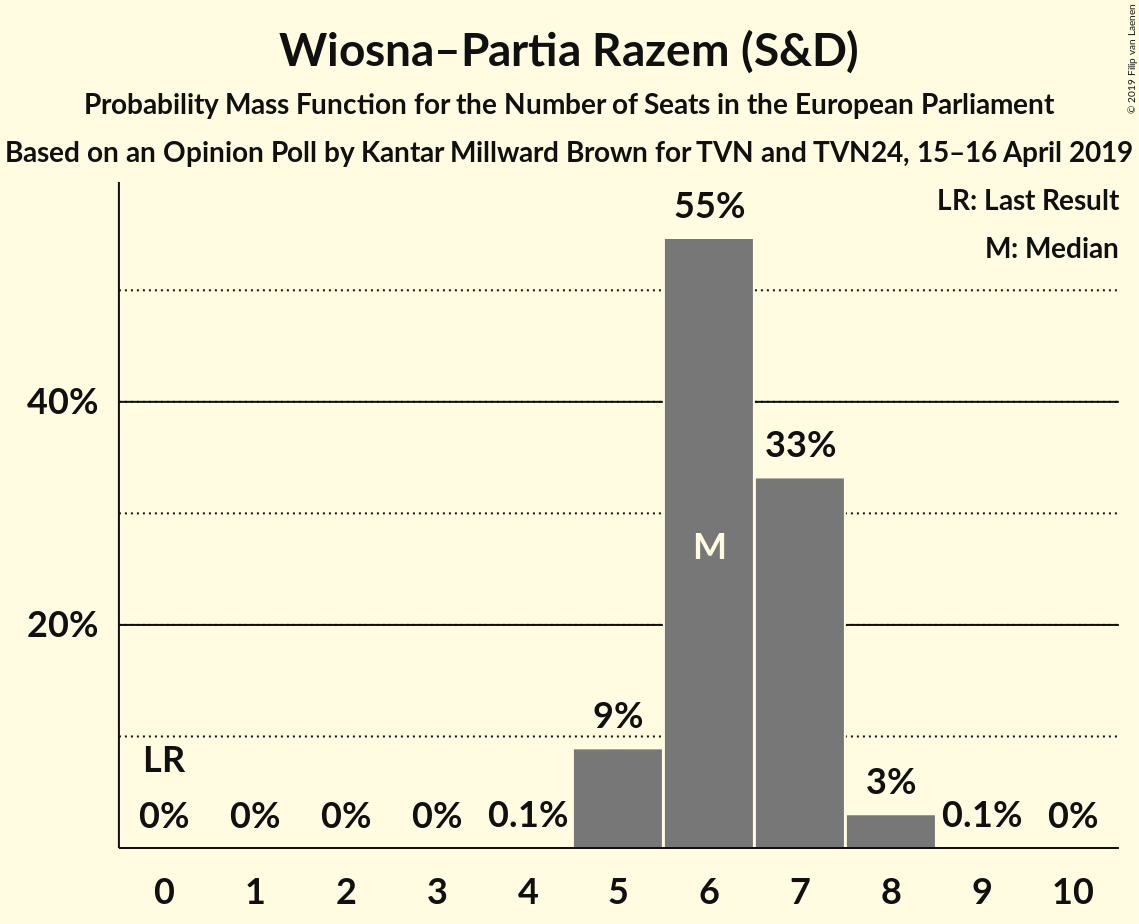 Wiosna–Partia Razem (S&D)
Probability Mass Function for the Number of Seats in the European Parliament
Based on an Opinion Poll by Kantar Millward Brown for TVN and TVN24, 15–16 April 2019
© 2019 Filip van Laenen
LR: Last Result
M: Median
55%
40%
33%
M
20%
9%
LR
3%
0% 0% 0% 0% 0.1% 0.1% 0%
0 1 2 3 4 5 6 7 8 9 10